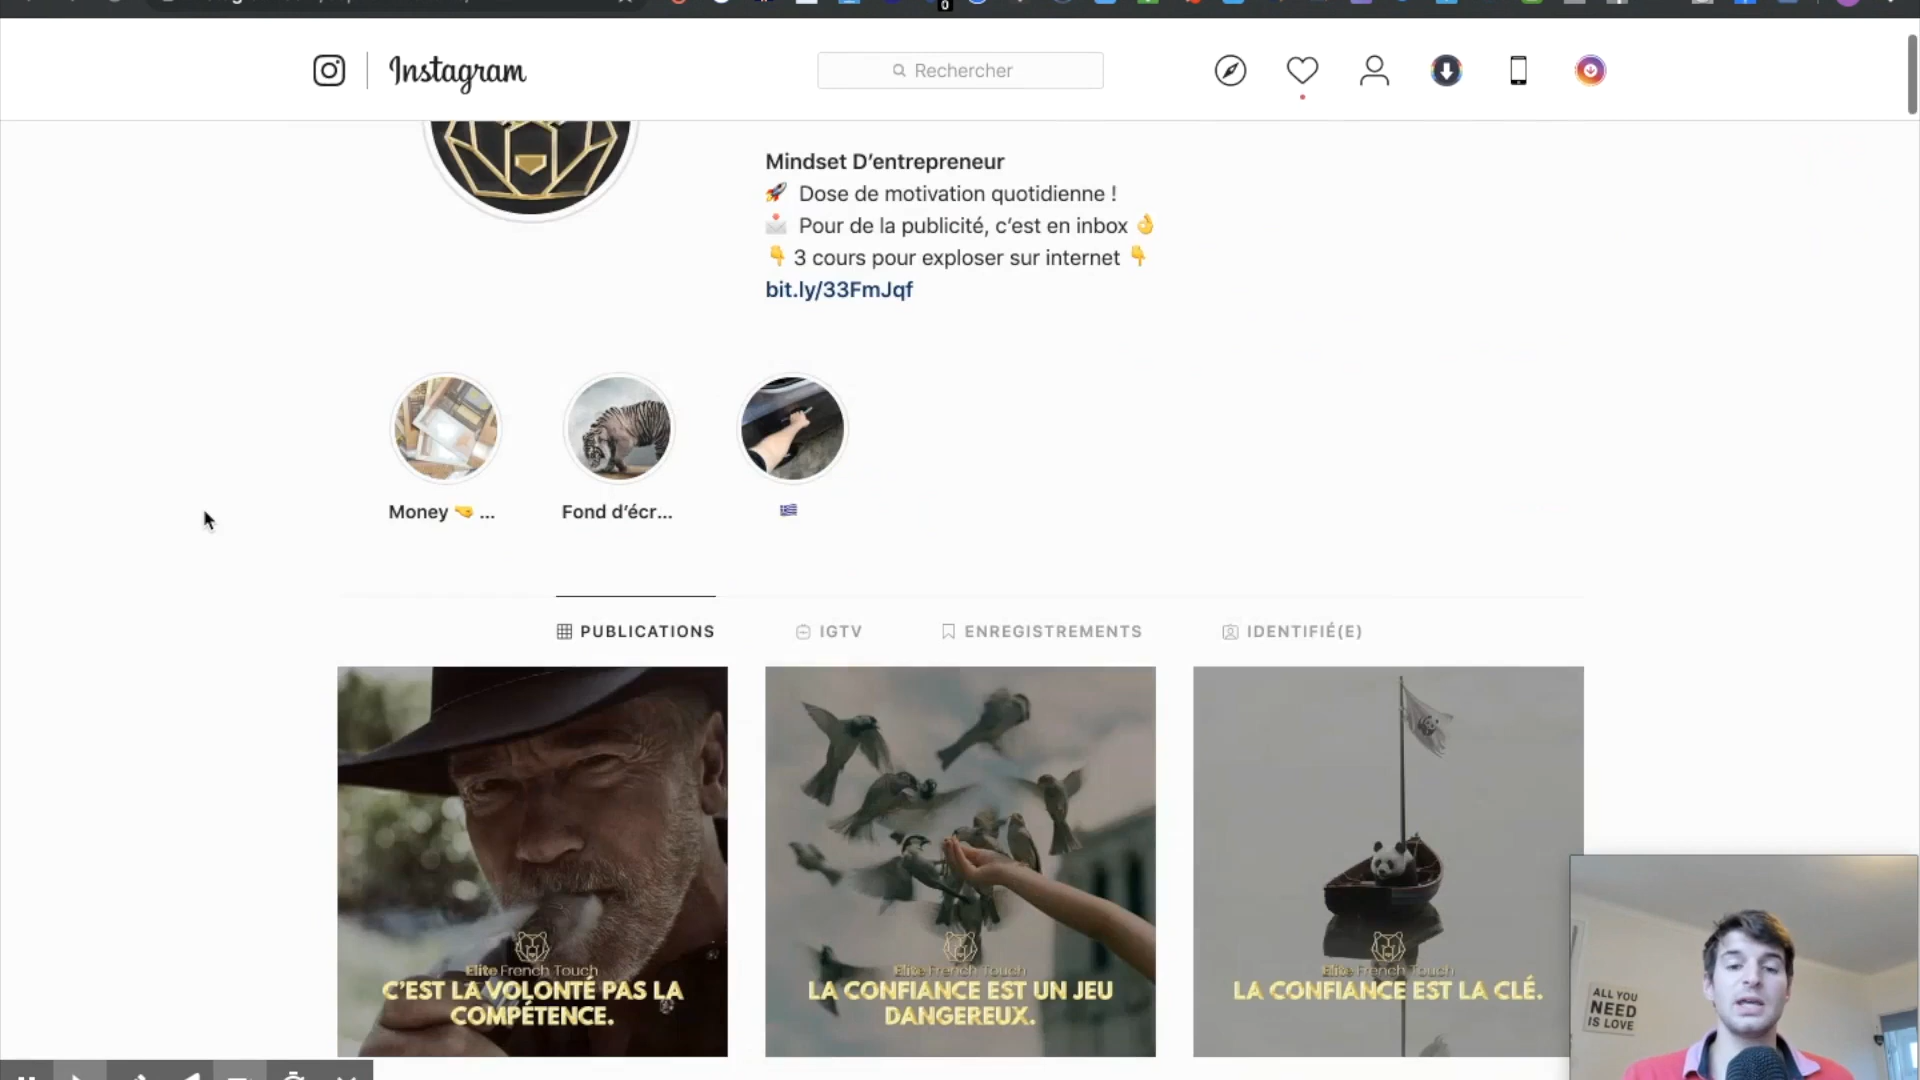 0
Instagram
Rechercher
Mindset D'entrepreneur
🚀 Dose de motivation quotidienne !
📩 Pour de la publicité, c'est en inbox 👌
👇 3 cours pour exploser sur internet 👇
bit.ly/33FmJqf
Money 🤜 ...
Fond d'écr...
🇬🇷
PUBLICATIONS
IGTV
ENREGISTREMENTS
IDENTIFIÉ(E)
Elite French Touch
C'EST LA VOLONTÉ PAS LA
COMPÉTENCE.
Elite French Touch
LA CONFIANCE EST UN JEU
DANGEREUX.
Elite French Touch
LA CONFIANCE EST LA CLÉ.
ALL YOU
NEED
IS LOVE